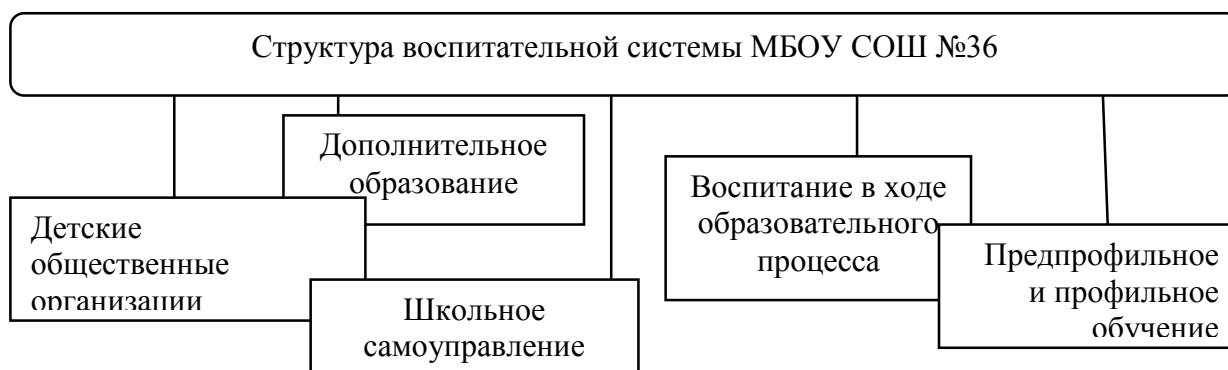 Структура воспитательной системы МБОУ СОШ №36
Дополнительное
образование
Детские
общественные
организации
Школьное
самоуправление
Воспитание в ходе
образовательного
процесса
Предпрофильное
и профильное
обучение